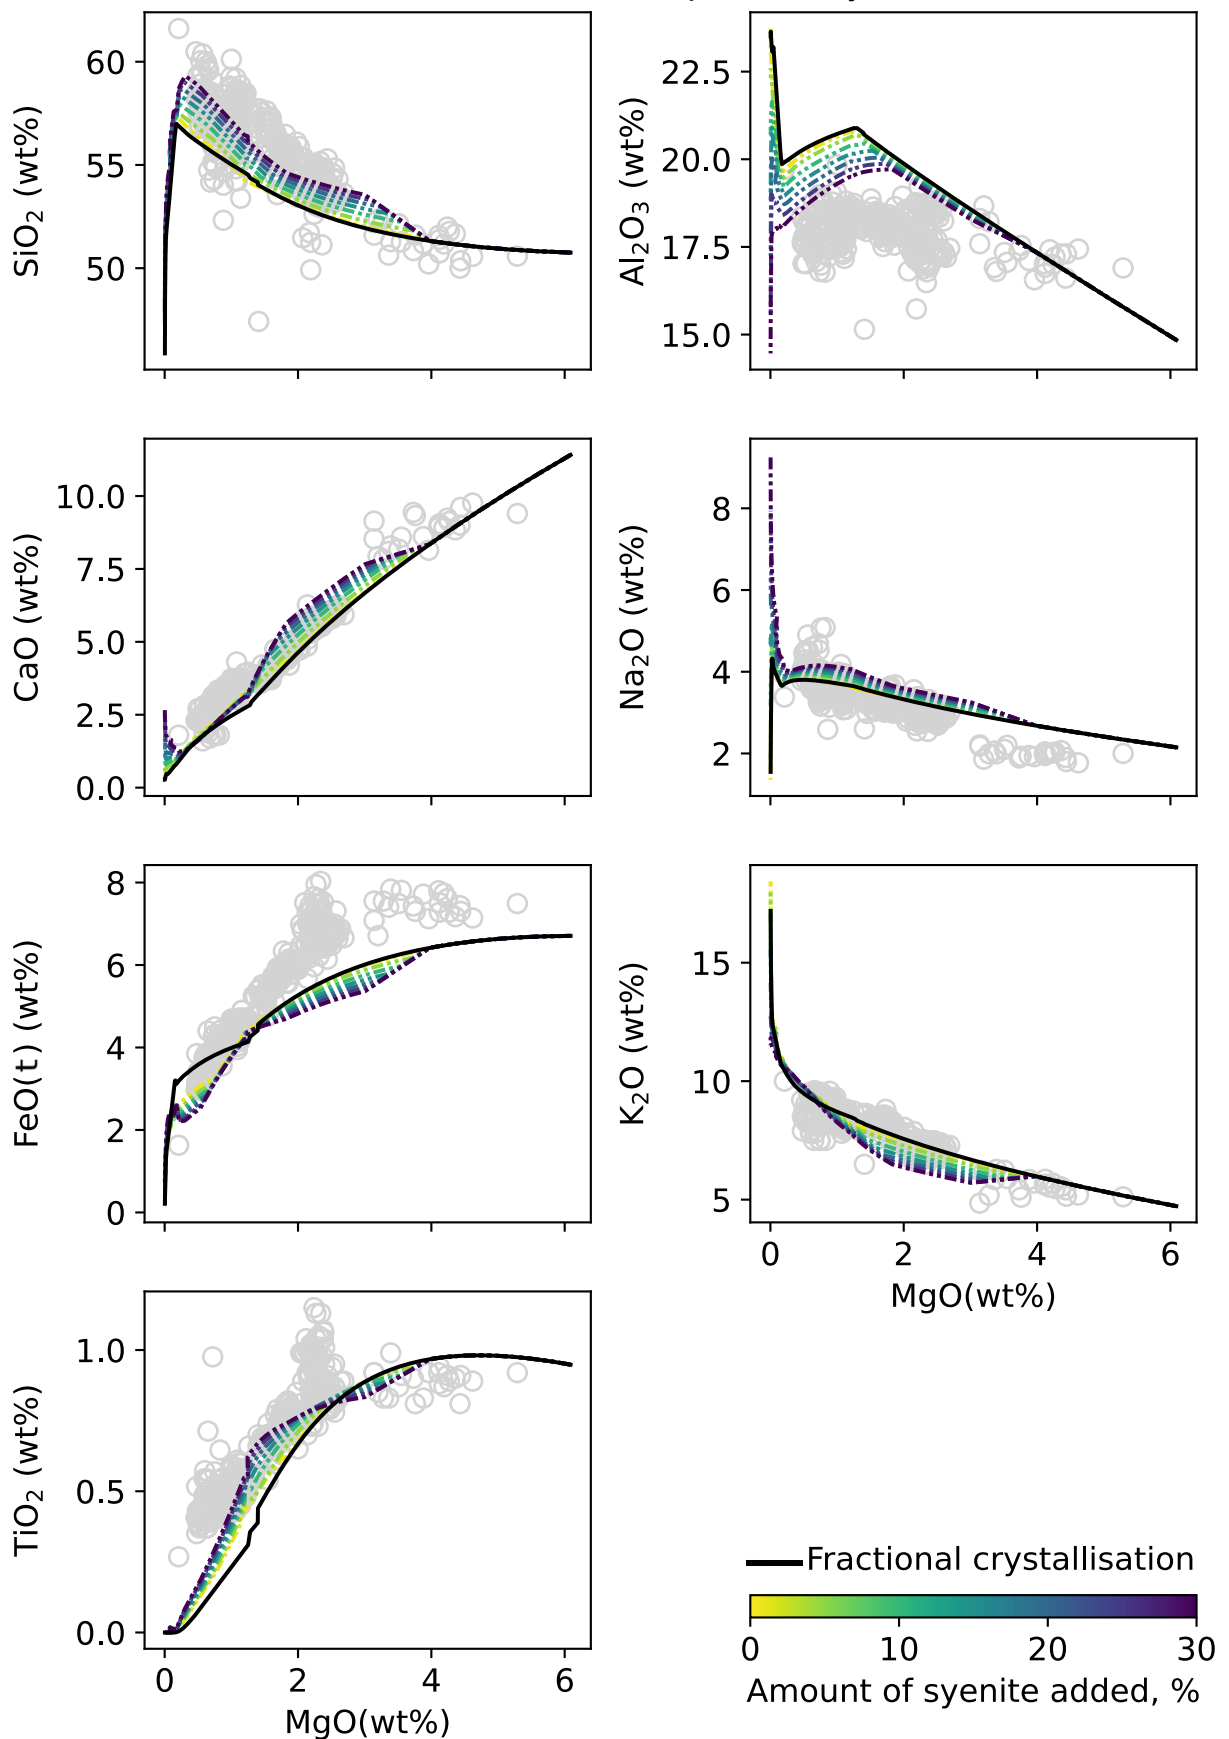 SiO2 (wt%)
60
55
50
Al2O3 (wt%)
22.5
20.0
17.5
15.0
CaO (wt%)
10.0
7.5
5.0
2.5
0.0
Na2O (wt%)
8
6
4
2
FeO(t) (wt%)
8
6
4
2
0
K2O (wt%)
15
10
5
0 2 4 6
MgO(wt%)
TiO2 (wt%)
1.0
0.5
0.0
0 2 4 6
MgO(wt%)
Fractional crystallisation
0 10 20 30
Amount of syenite added, %